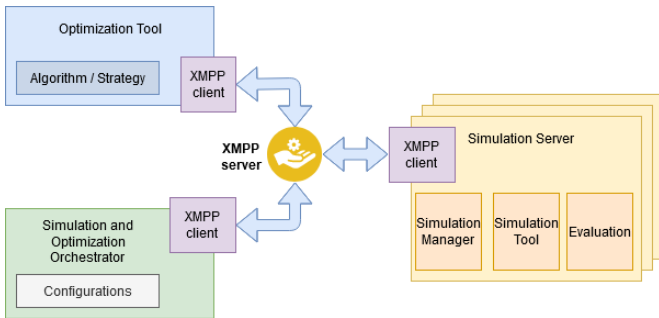 Optimization Tool
Algorithm / Strategy
XMPP
client
XMPP
server
XMPP
client
Simulation Server
Simulation
Manager
Simulation
Tool
Evaluation
XMPP
client
Simulation and
Optimization
Orchestrator
Configurations